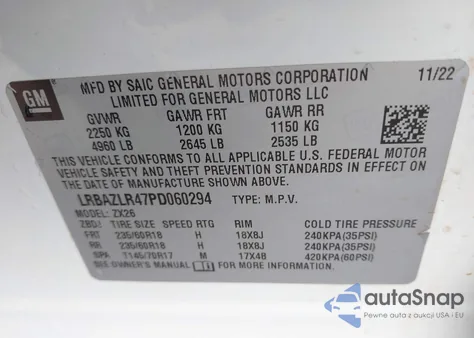 GM
MFD BY SAIC GENERAL MOTORS CORPORATION 11/22
LIMITED FOR GENERAL MOTORS LLC
GVWR GAWR FRT GAWR RR
2250 KG 1200 KG 1150 KG
4960 LB 2645 LB 2535 LB
THIS VEHICLE CONFORMS TO ALL APPLICABLE U.S. FEDERAL MOTOR
VEHICLE SAFETY AND THEFT PREVENTION STANDARDS IN EFFECT ON
THE DATE OF MANUFACTURE SHOWN ABOVE.
LRBAZLR47PD060294 TYPE: M.P.V.
MODEL: ZX26
TIRE SIZE SPEED RTG RIM COLD TIRE PRESSURE
FRT 235/60R18 H 18X8J 240KPA(35PSI)
RR 235/60R18 H 18X8J 240KPA(35PSI)
SPA T145/70R17 M 17X4B 420KPA(60PSI)
SEE OWNER'S MANUAL FOR MORE INFORMATION
autoSnap
Pewne auta z aukcji USA i EU